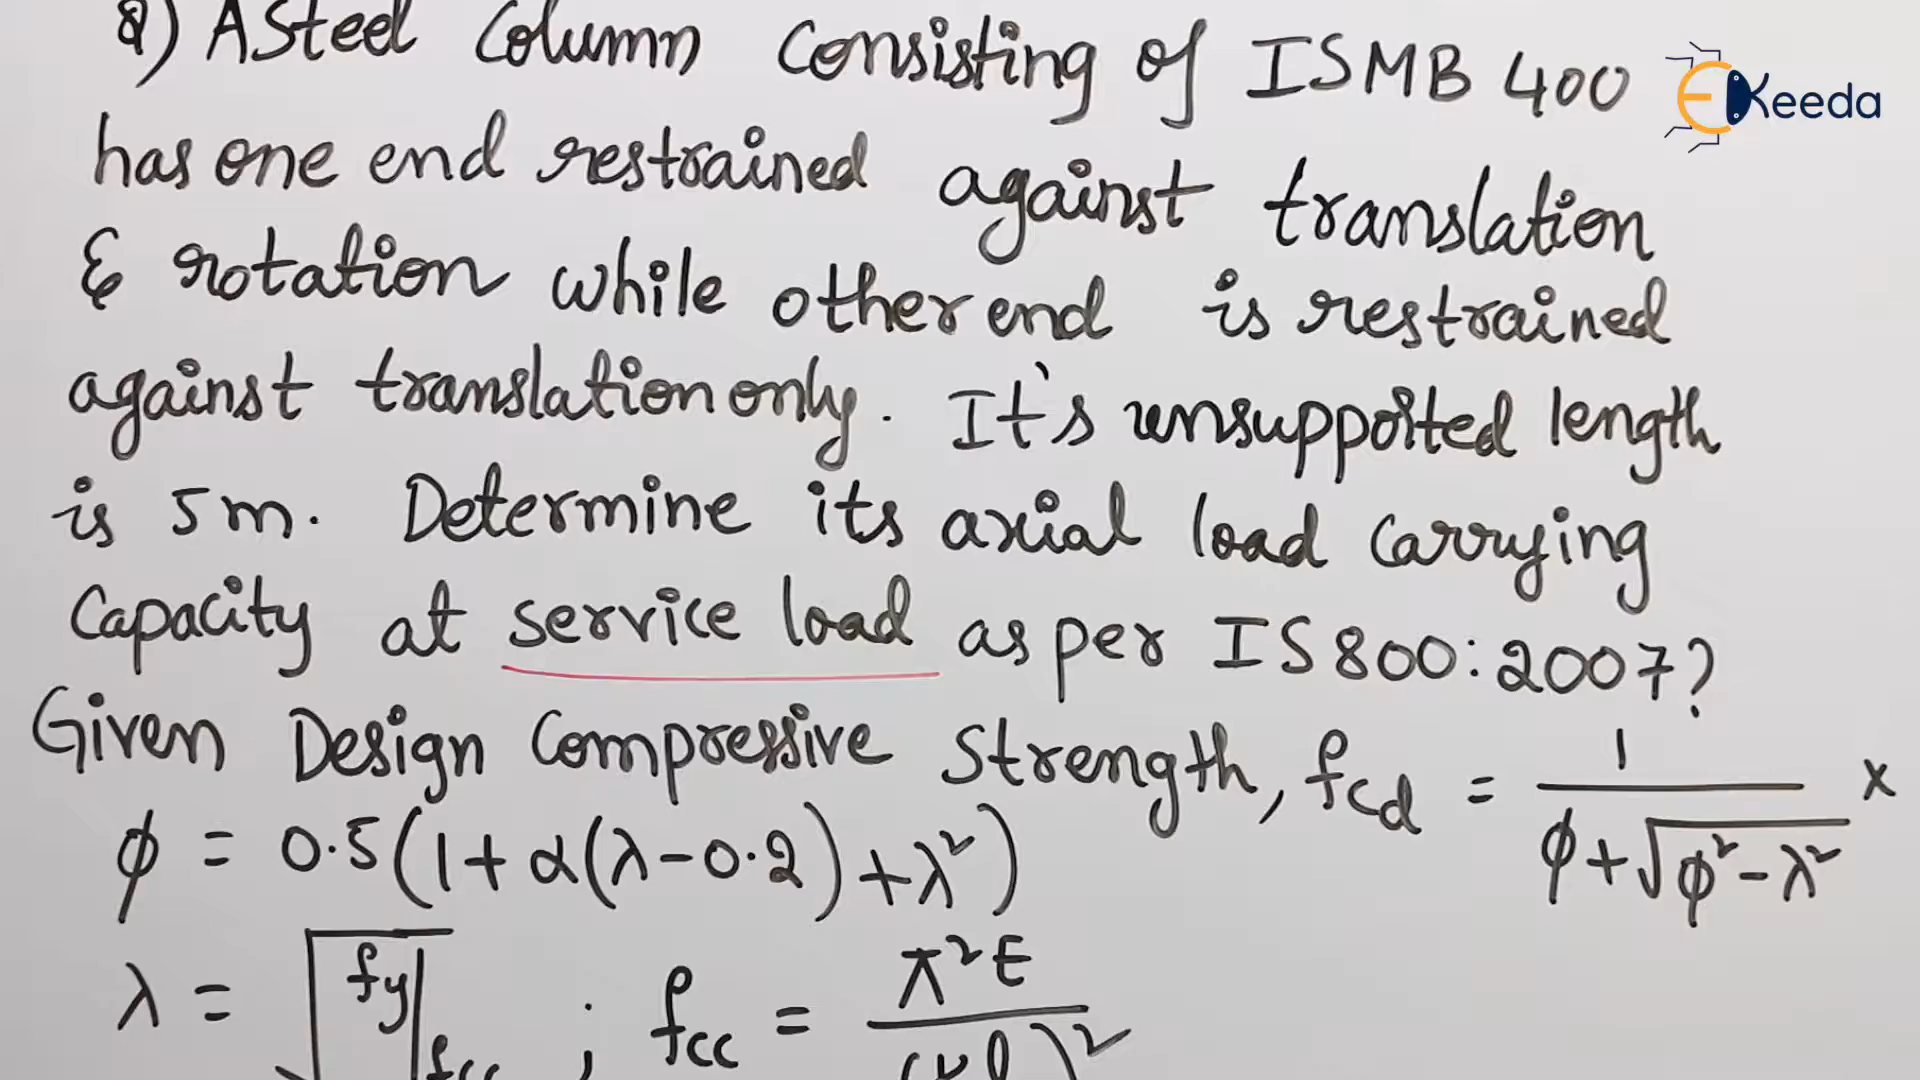 Q) A Steel Column Consisting of ISMB 400
has one end restrained against translation
& rotation while other end is restrained
against translation only. It's unsupported length
is 5m. Determine its axial load carrying
Capacity at service load as per IS 800:2007?
Given Design Compressive Strength, fcd = 1 / (ϕ+√(ϕ²-λ²)) ×
ϕ = 0.5(1+α(λ-0.2)+λ²)
λ = √(fy/fcc) ; fcc = π²E / ( )²
EKeeda